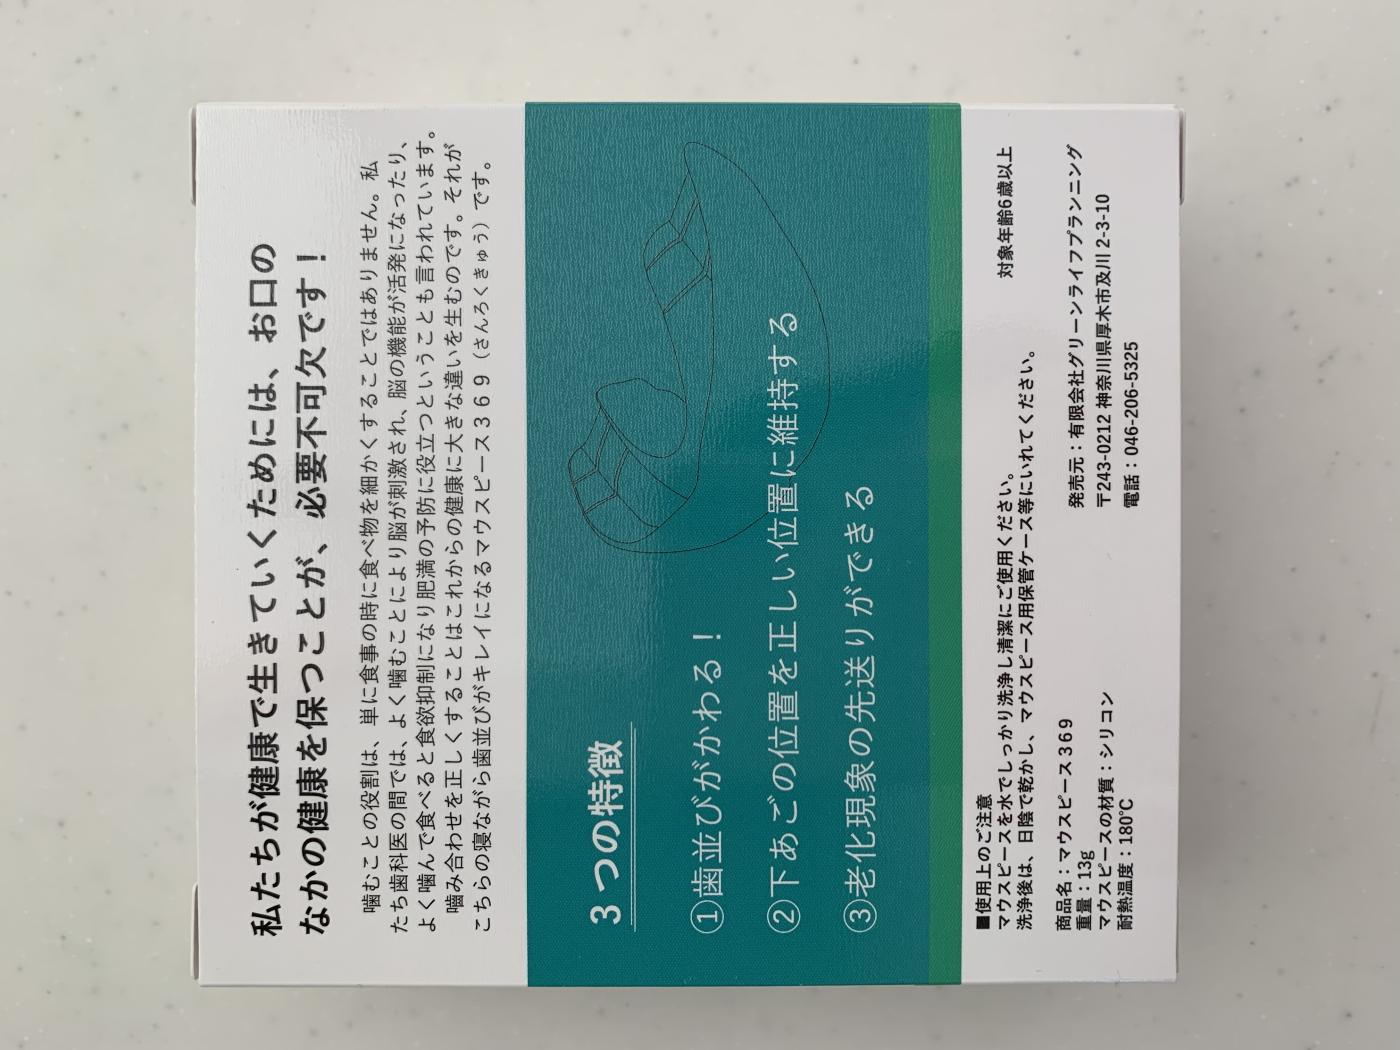 私たちが健康で生きていくためには、お口の
なかの健康を保つことが、必要不可欠です！
噛むことの役割は、単に食事の時に食べ物を細かくすることではありません。私
たち歯科医の間では、よく噛むことにより脳が刺激され、脳の機能が活発になったり、
よく噛んで食べると食欲抑制になり肥満の予防に役立つということも言われています。
噛み合わせを正しくすることはこれからの健康に大きな違いを生むのです。それが
こちらの寝ながら歯並びがキレイになるマウスピース３６９（さんろくきゅう）です。
３つの特徴
①歯並びがかわる！
②下あごの位置を正しい位置に維持する
③老化現象の先送りができる
■使用上のご注意
マウスピースを水でしっかり洗浄し清潔にご使用ください。
洗浄後は、日陰で乾かし、マウスピース用保管ケース等にいれてください。
対象年齢6歳以上
商品名：マウスピース３６９
重量：13g
マウスピースの材質：シリコン
耐熱温度：180℃
発売元：有限会社グリーンライフプランニング
〒243-0212 神奈川県厚木市及川 2-3-10
電話：046-206-5325